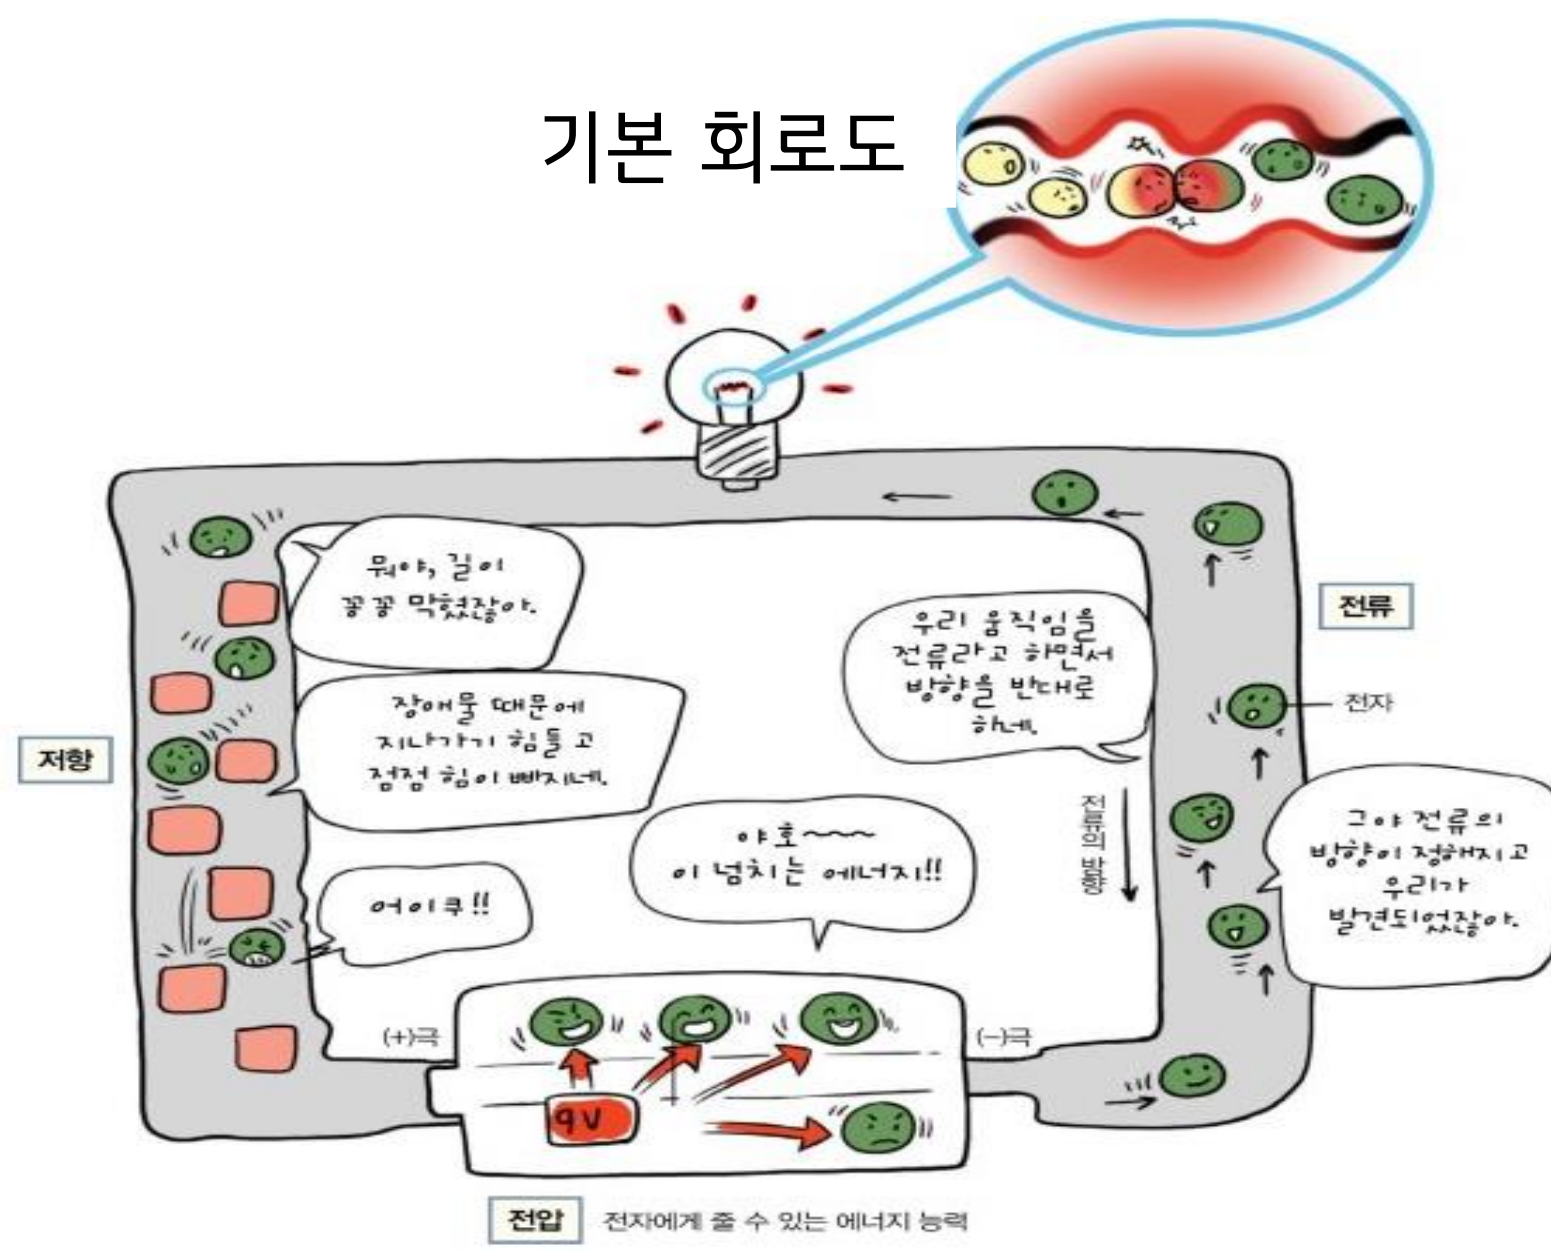 기본 회로도
뭐야, 길이
꽁꽁 막혔잖아.
우리 움직임을
전류라고 하면서
방향을 반대로
하네.
전류
장애물 때문에
지나가기 힘들고
점점 힘이 빠지네.
전자
저항
야호~~~
이 넘치는 에너지!!
전류의 방향
그야 전류의
방향이 정해지고
우리가
발견되었잖아.
어이쿠!!
(+)극
(−)극
9V
전압 전자에게 줄 수 있는 에너지 능력